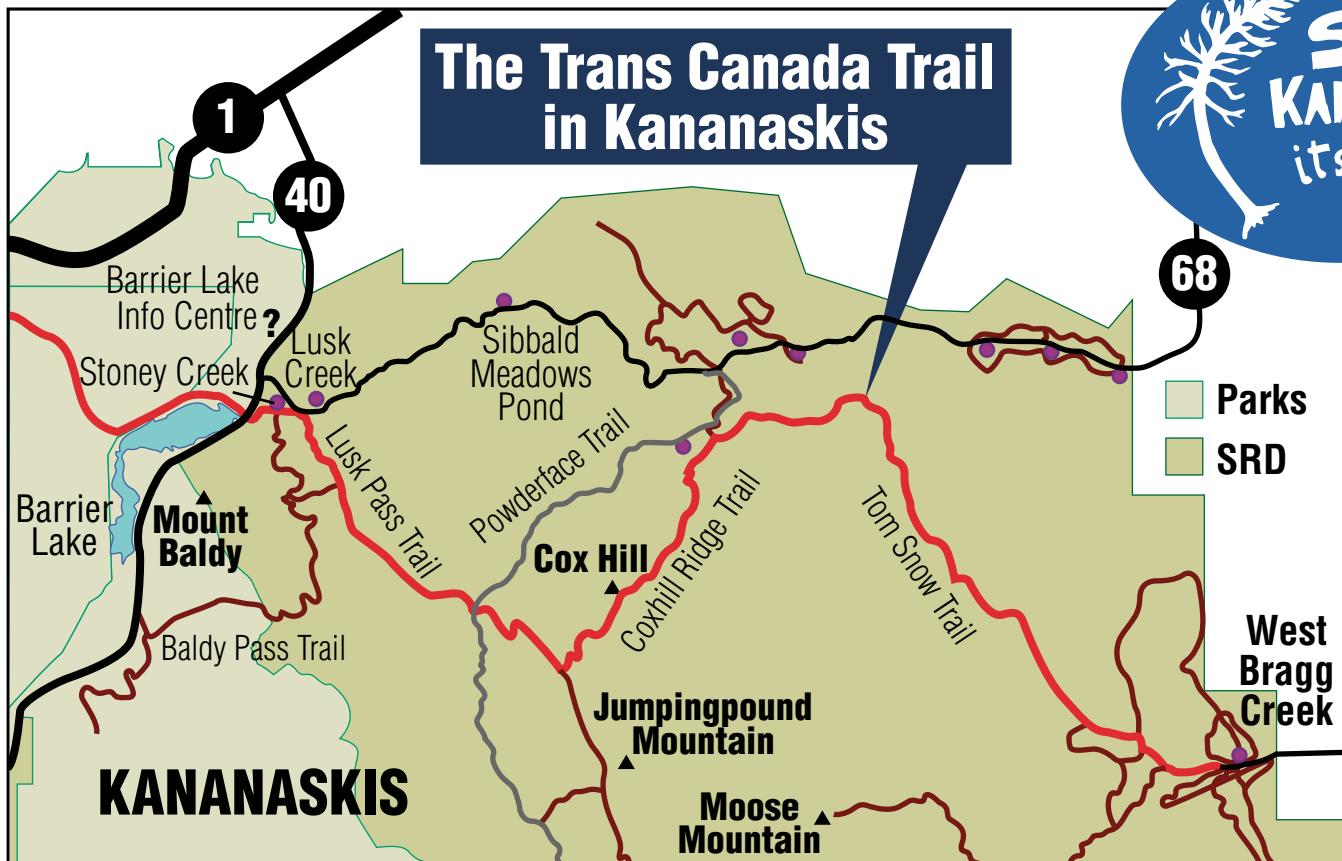 The Trans Canada Trail
in Kananaskis
1
40
68
it's
Barrier Lake
Info Centre ?
Stoney Creek
Lusk
Creek
Sibbald
Meadows
Pond
Parks
SRD
Powderface Trail
Lusk Pass Trail
Barrier
Lake
Mount
Baldy
Cox Hill
Coxhill Ridge Trail
Tom Snow Trail
Baldy Pass Trail
West
Bragg
Creek
Jumpingpound
Mountain
KANANASKIS
Moose
Mountain